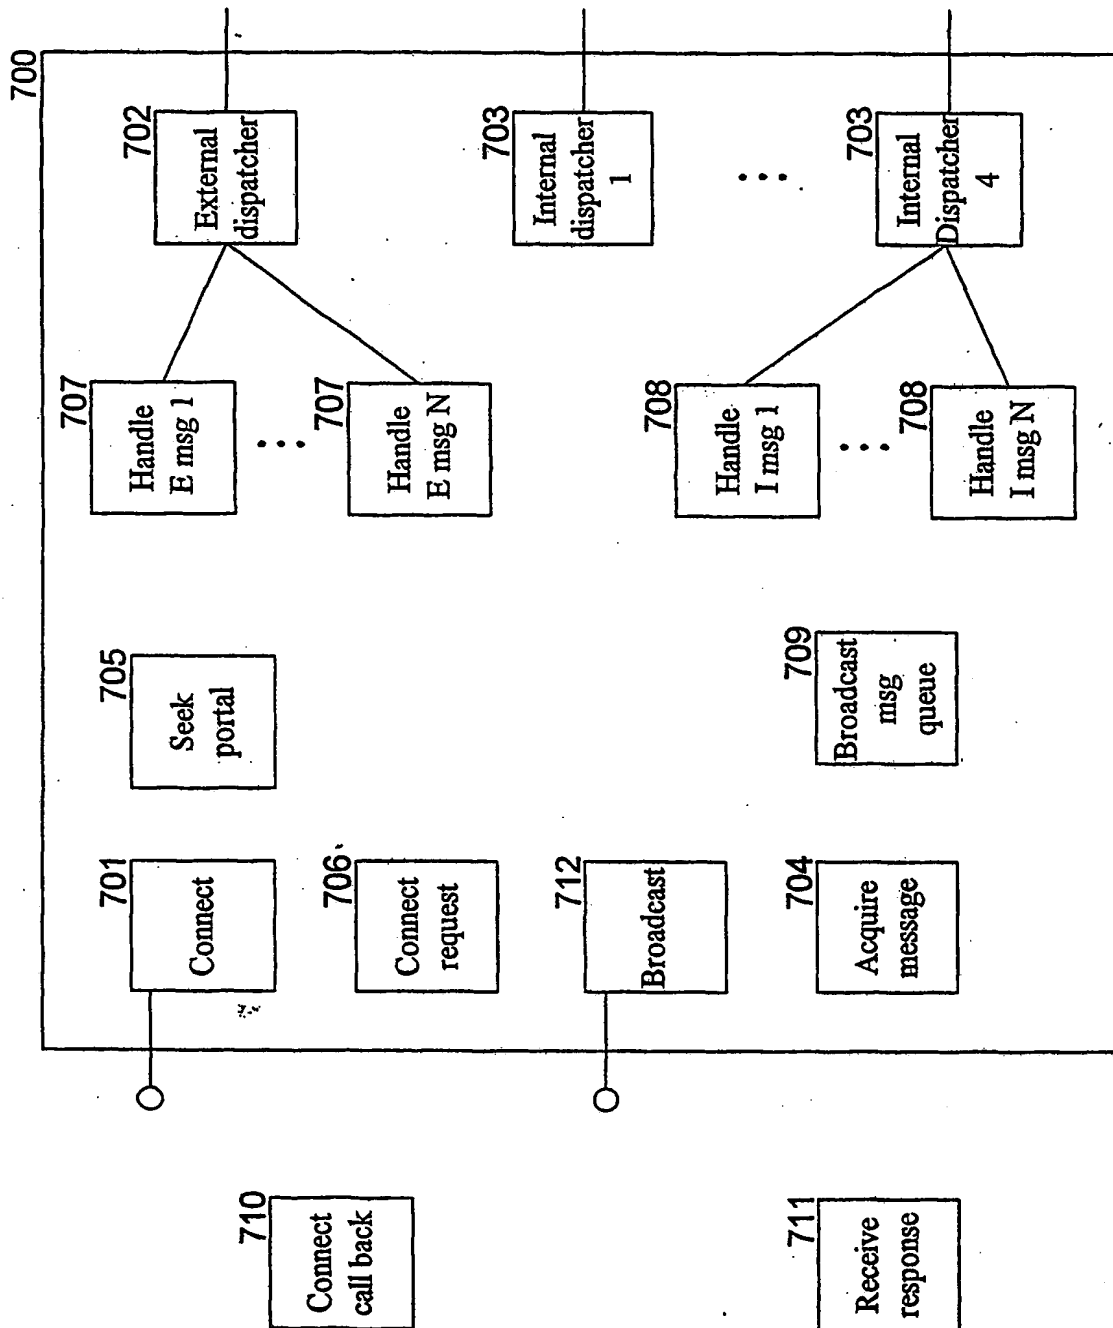 700
710
Connect
call back
711
Receive
response
701
Connect
706
Connect
request
712
Broadcast
704
Acquire
message
705
Seek
portal
709
Broadcast
msg
queue
707
Handle
E msg 1
707
Handle
E msg N
708
Handle
I msg 1
708
Handle
I msg N
702
External
dispatcher
703
Internal
dispatcher
1
703
Internal
Dispatcher
4